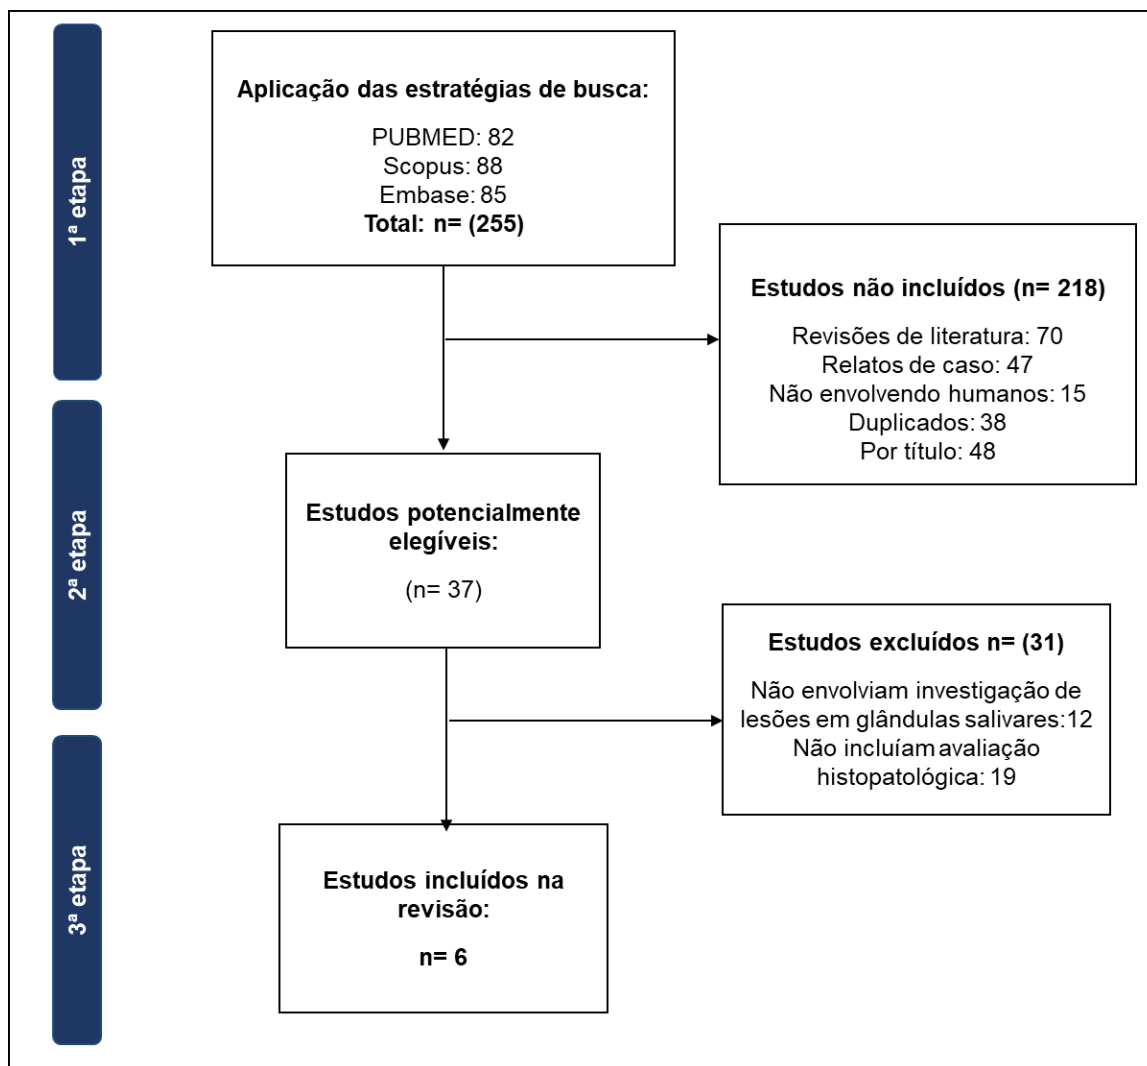 1ª etapa
Aplicação das estratégias de busca:
PUBMED: 82
Scopus: 88
Embase: 85
Total: n= (255)
Estudos não incluídos (n= 218)
Revisões de literatura: 70
Relatos de caso: 47
Não envolvendo humanos: 15
Duplicados: 38
Por título: 48
2ª etapa
Estudos potencialmente
elegíveis:
(n= 37)
Estudos excluídos n= (31)
Não envolviam investigação de
lesões em glândulas salivares:12
Não incluíam avaliação
histopatológica: 19
3ª etapa
Estudos incluídos na
revisão:
n= 6